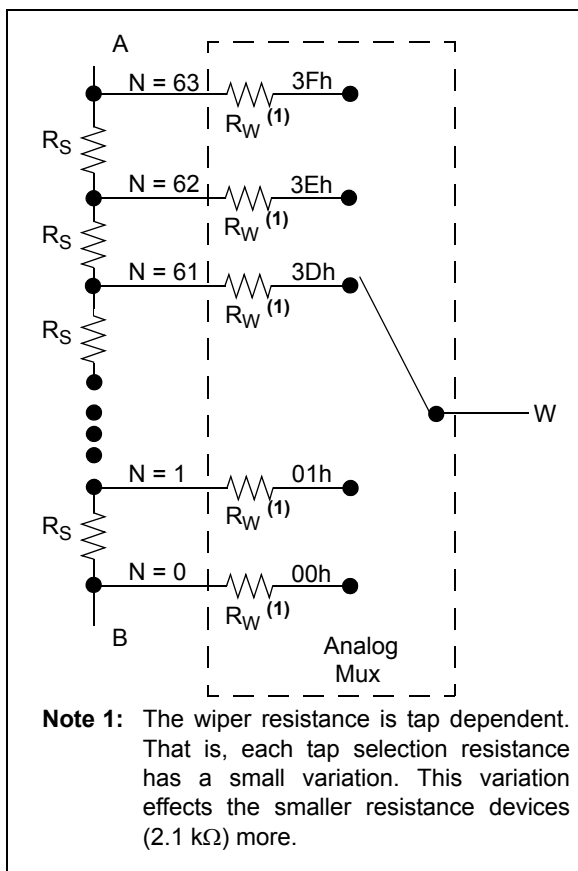 A
N = 63
3Fh
RW (1)
RS
N = 62
3Eh
RW (1)
RS
N = 61
3Dh
RW (1)
RS
W
N = 1
01h
RW (1)
RS
N = 0
00h
RW (1)
B
Analog
Mux
Note 1: The wiper resistance is tap dependent.
That is, each tap selection resistance
has a small variation. This variation
effects the smaller resistance devices
(2.1 kΩ) more.